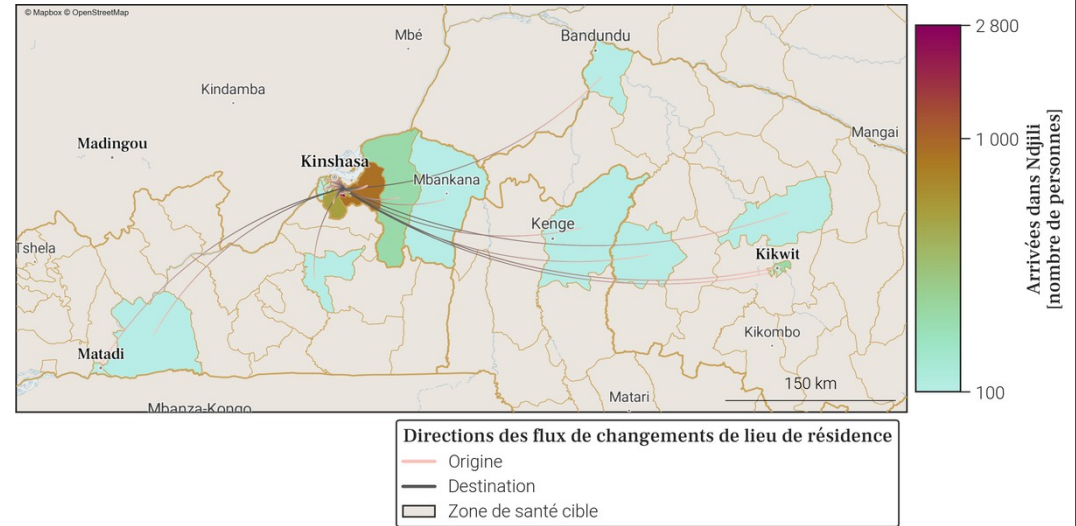 © Mapbox © OpenStreetMap
Mbé
Bandundu
Kindamba
Mangai
Madingou
Kinshasa
Mbankana
Kenge
Tshela
Kikwit
Kikombo
Matadi
150 km
Matari
Mbanza-Kongo
2 800
1 000
100
Arrivées dans Ndjili
[nombre de personnes]
Directions des flux de changements de lieu de résidence
Origine
Destination
Zone de santé cible